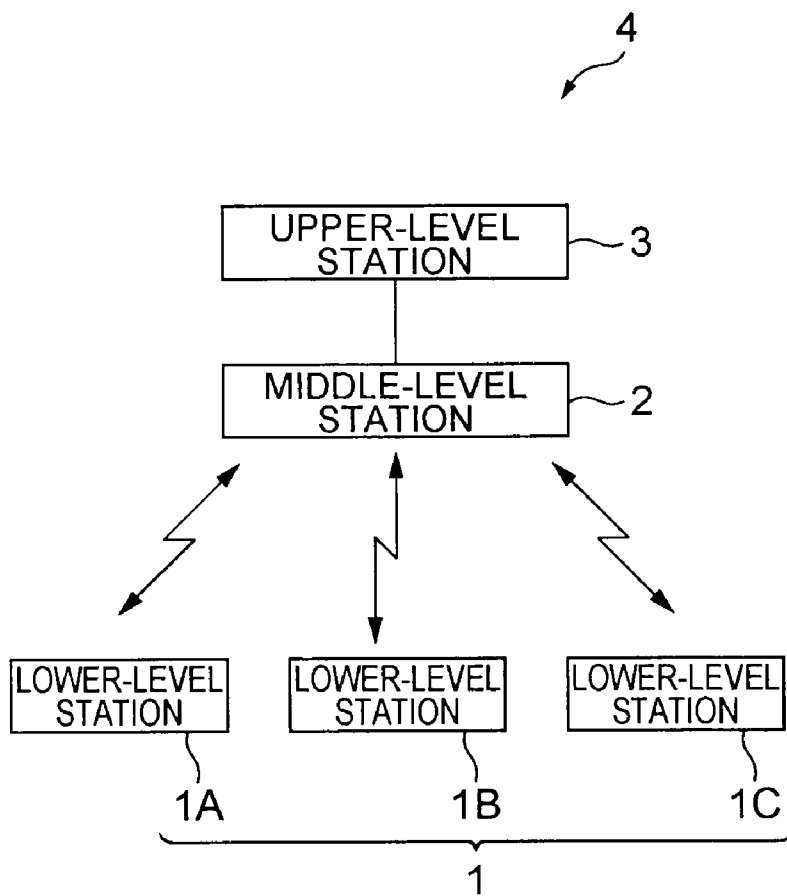 4
UPPER-LEVEL
STATION
3
MIDDLE-LEVEL
STATION
2
LOWER-LEVEL
STATION
LOWER-LEVEL
STATION
LOWER-LEVEL
STATION
1A
1B
1C
1